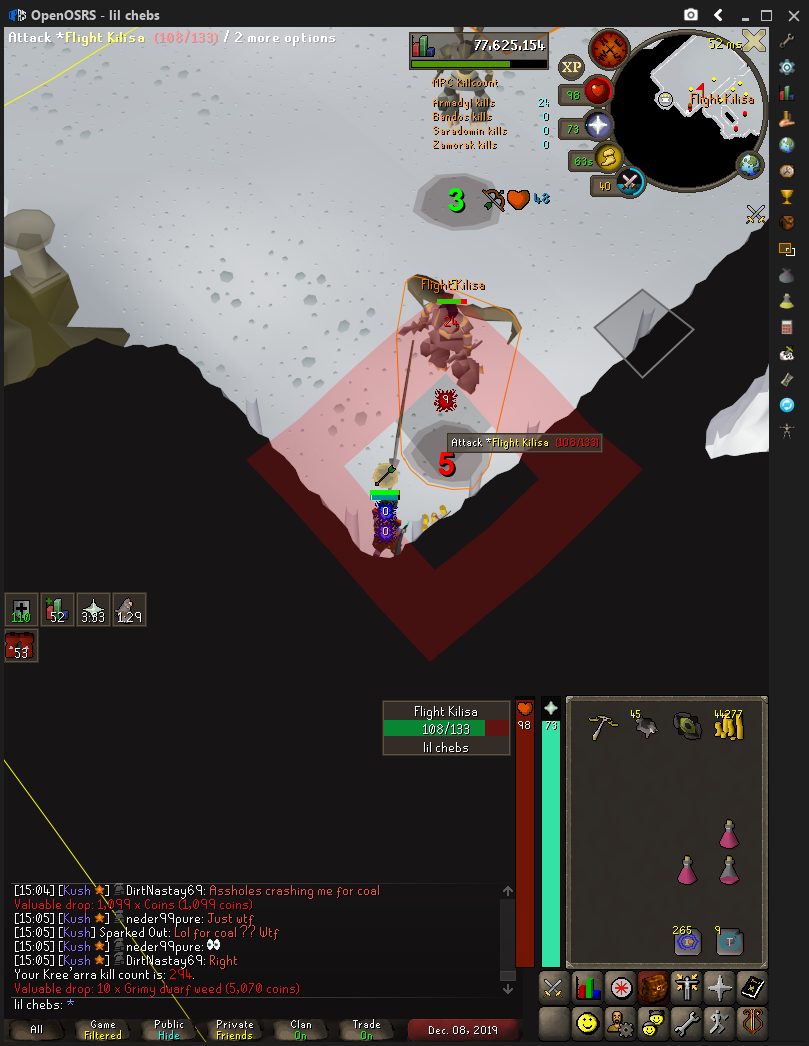 OpenOSRS - lil chebs
Attack *Flight Kilisa (108/133) / 2 more options
77,625,154
52 ms
XP
NPC Killcount
Armadyl kills 24
Bandos kills 0
Saradomin kills 0
Zamorak kills 0
98
73
63s
40
Flight Kilisa
3
48
Flight Kilisa
24
9
Attack *Flight Kilisa (108/133)
5
0
0
110
52
3:33
1.29
53
Flight Kilisa
108/133
lil chebs
98
73
45
44277
265
9
[15:04] [Kush] DirtNastay69: Assholes crashing me for coal
Valuable drop: 1,099 x Coins (1,099 coins)
[15:05] [Kush] neder99pure: Just wtf
[15:05] [Kush] Sparked Owt: Lol for coal ?? Wtf
[15:05] [Kush] neder99pure: 👀
[15:05] [Kush] DirtNastay69: Right
Your Kree'arra kill count is: 294.
Valuable drop: 10 x Grimy dwarf weed (5,070 coins)
lil chebs: *
All
Game
Filtered
Public
Hide
Private
Friends
Clan
On
Trade
On
Dec. 08, 2019